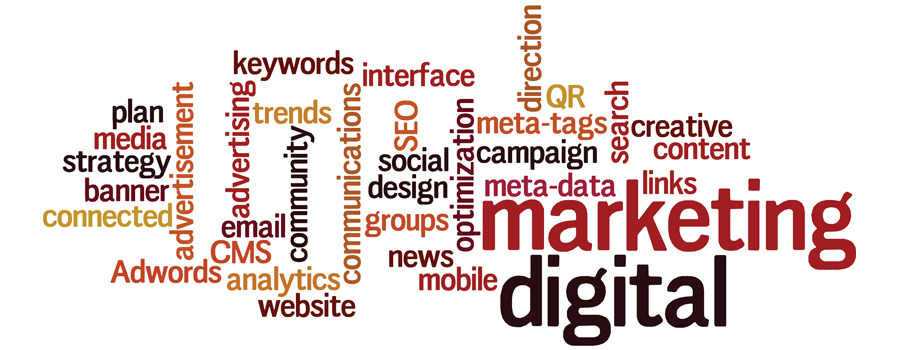 direction
keywords
interface
plan
advertisement
advertising
trends
communications
SEO
optimization
QR
meta-tags
search
creative
media
strategy
community
social
campaign
content
banner
design
meta-data
links
connected
email
groups
marketing
CMS
news
Adwords
analytics
mobile
digital
website